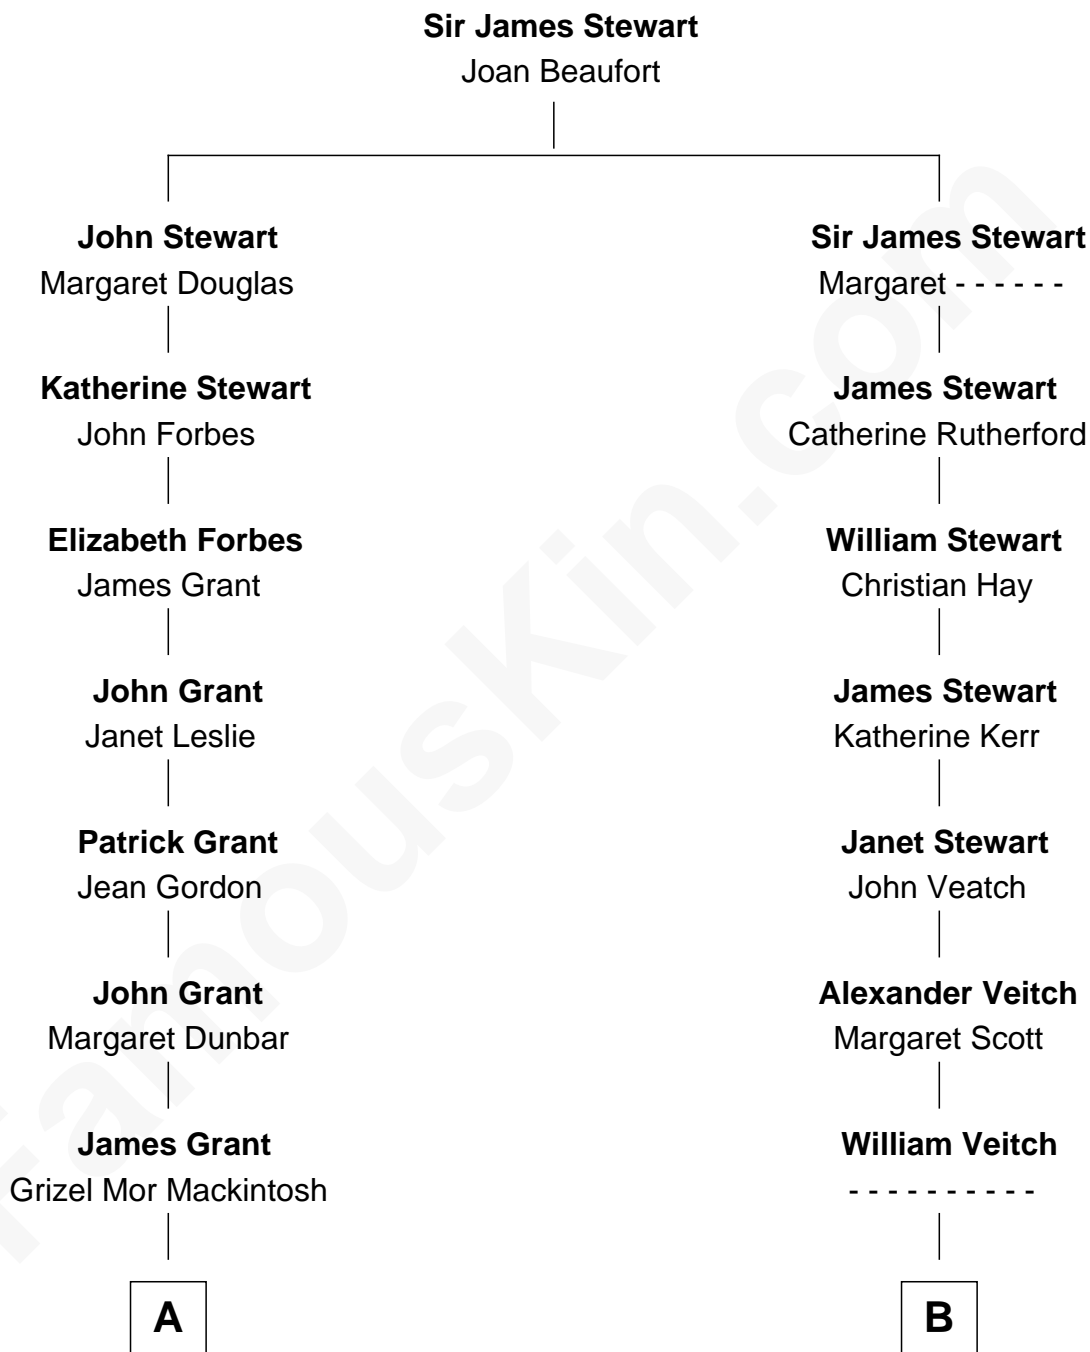 Sir James Stewart
Joan Beaufort
John Stewart
Margaret Douglas
Katherine Stewart
John Forbes
Elizabeth Forbes
James Grant
John Grant
Janet Leslie
Patrick Grant
Jean Gordon
John Grant
Margaret Dunbar
James Grant
Grizel Mor Mackintosh
A
Sir James Stewart
Margaret - - - - - -
James Stewart
Catherine Rutherford
William Stewart
Christian Hay
James Stewart
Katherine Kerr
Janet Stewart
John Veatch
Alexander Veitch
Margaret Scott
William Veitch
- - - - - - - - - -
B
FamousKin.com